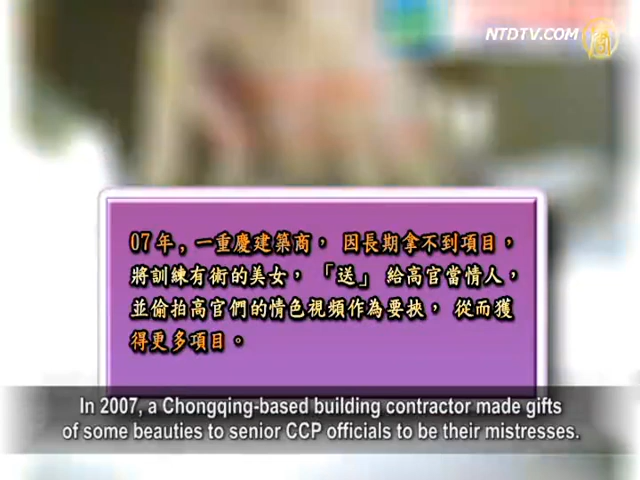 NTDTV.COM
07年，一重慶建築商， 因長期拿不到項目，
將訓練有術的美女， 「送」 給高官當情人，
並偷拍高官們的情色視頻作為要挾， 從而獲
得更多項目。
In 2007, a Chongqing-based building contractor made gifts
of some beauties to senior CCP officials to be their mistresses.